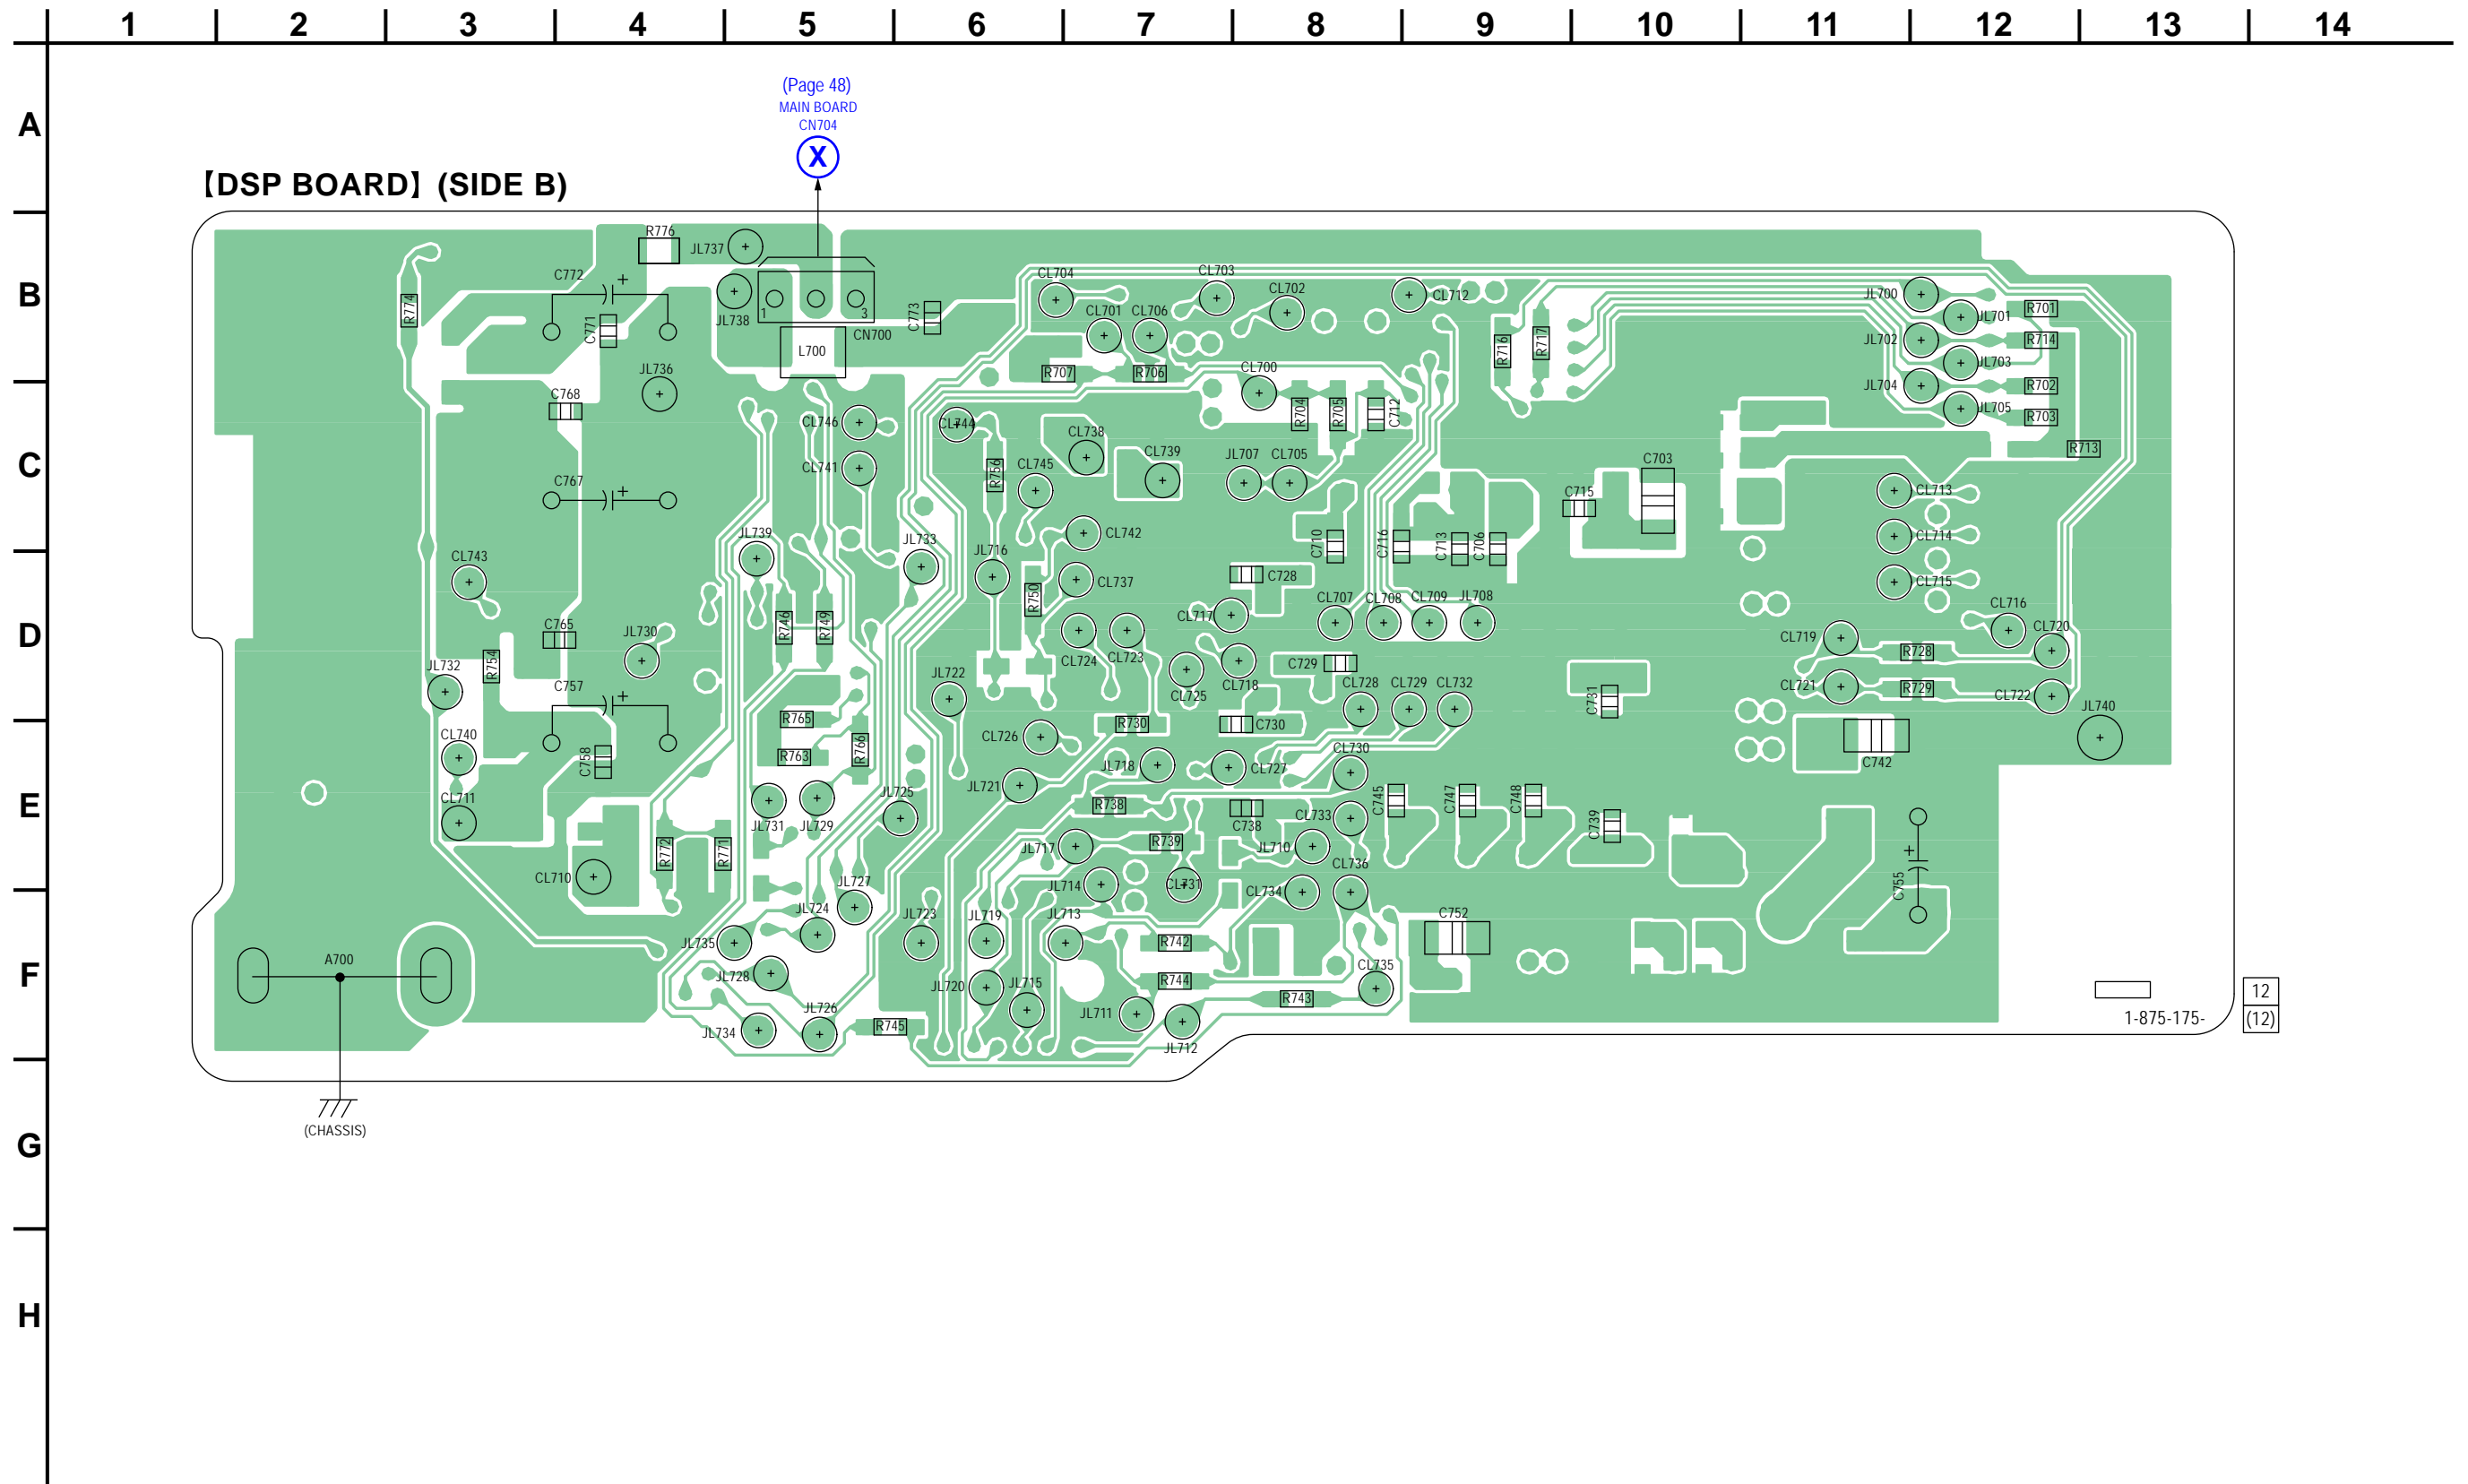 1 2 3 4 5 6 7 8 9 10 11 12 13 14
A
(Page 48)
MAIN BOARD
CN704
X
【DSP BOARD】 (SIDE B)
B
R776
JL737
C772
R774
C771
JL738
1
3
CN700
L700
C773
CL704
CL703
CL702
CL712
CL701
CL706
R716
R717
JL700
JL701
R701
JL702
R714
JL703
R707
R706
CL700
JL736
JL704
R702
JL705
R703
C
C768
CL746
CL744
CL738
R704
R705
C712
R713
CL741
R756
CL745
CL739
JL707
CL705
C703
C767
C715
CL713
JL739
JL733
JL716
CL742
C710
C716
C713
C706
CL714
D
CL743
R750
CL737
C728
CL715
R746
R749
CL717
CL707
CL708
CL709
JL708
CL716
CL720
C765
JL730
CL724
CL723
CL719
R728
JL732
R754
JL722
CL725
CL718
C729
CL721
R729
CL722
C757
CL728
CL729
CL732
C731
JL740
R765
R730
C730
E
CL740
C758
R763
R766
CL726
CL730
C742
JL718
CL727
JL721
CL711
JL731
JL729
JL725
R738
C738
CL733
C745
C747
C748
C739
R772
R771
JL717
R739
JL710
CL736
CL710
JL727
JL714
CL731
CL734
C755
JL724
JL723
JL719
JL713
C752
F
JL735
R742
A700
JL728
JL720
JL715
R744
CL735
R743
JL734
JL726
R745
JL711
JL712
12
1-875-175-
(12)
G
(CHASSIS)
H